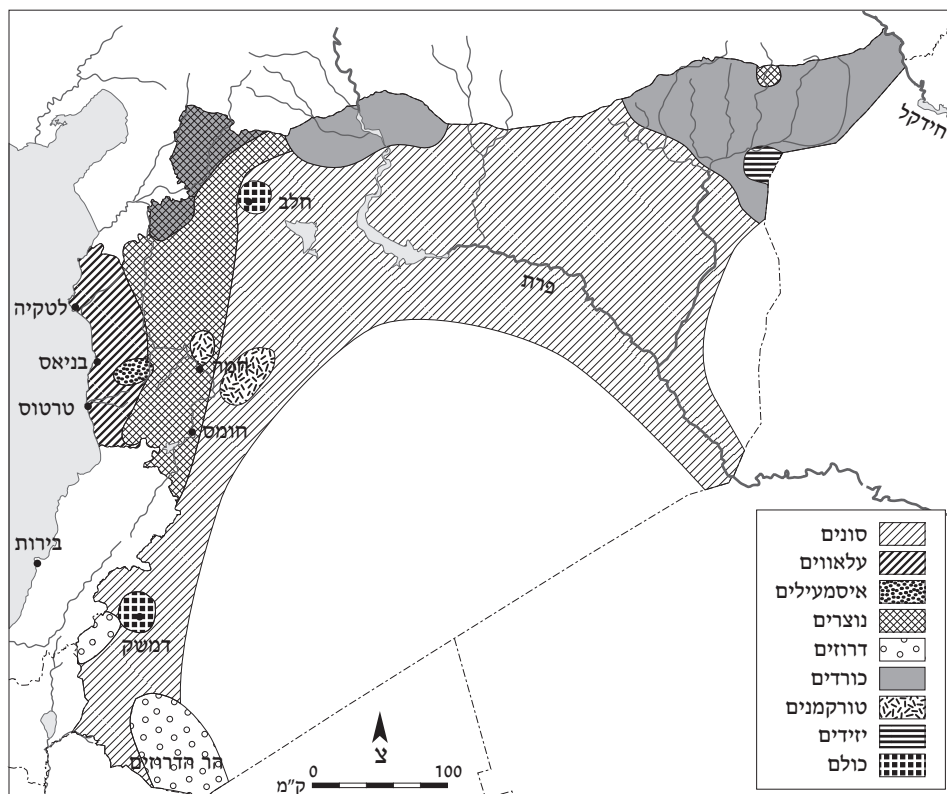 חידקל
חלב
פרת
לטקיה
בניאס
חמה
טרטוס
חומס
בירות
דמשק
הר הדרוזים
צ
0 100
ק"מ
סונים
עלאווים
איסמעילים
נוצרים
דרוזים
כורדים
טורקמנים
יזידים
כולם